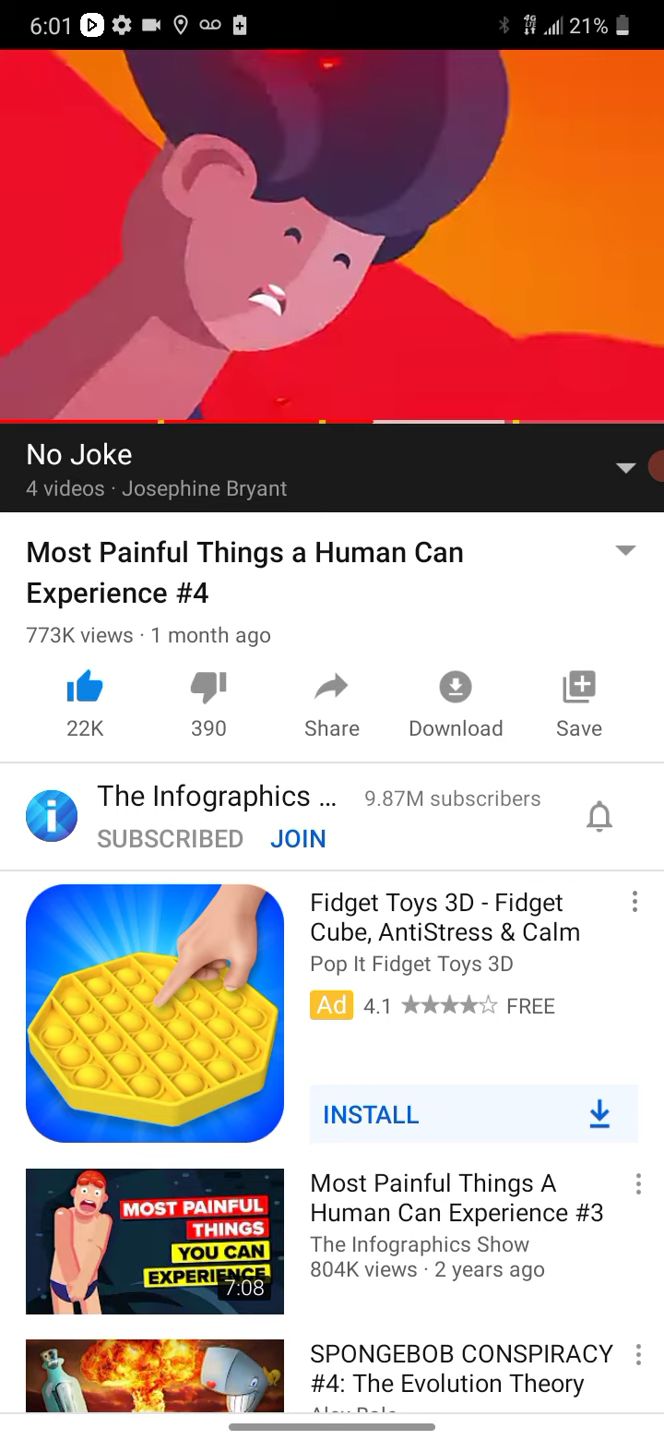 6:01
4G
LTE
21%
No Joke
4 videos · Josephine Bryant
Most Painful Things a Human Can
Experience #4
773K views · 1 month ago
22K
390
Share
Download
Save
The Infographics ...
9.87M subscribers
SUBSCRIBED
JOIN
Fidget Toys 3D - Fidget
Cube, AntiStress & Calm
Pop It Fidget Toys 3D
Ad 4.1 FREE
INSTALL
MOST PAINFUL
THINGS
YOU CAN
EXPERIENCE
7:08
Most Painful Things A
Human Can Experience #3
The Infographics Show
804K views · 2 years ago
SPONGEBOB CONSPIRACY
#4: The Evolution Theory